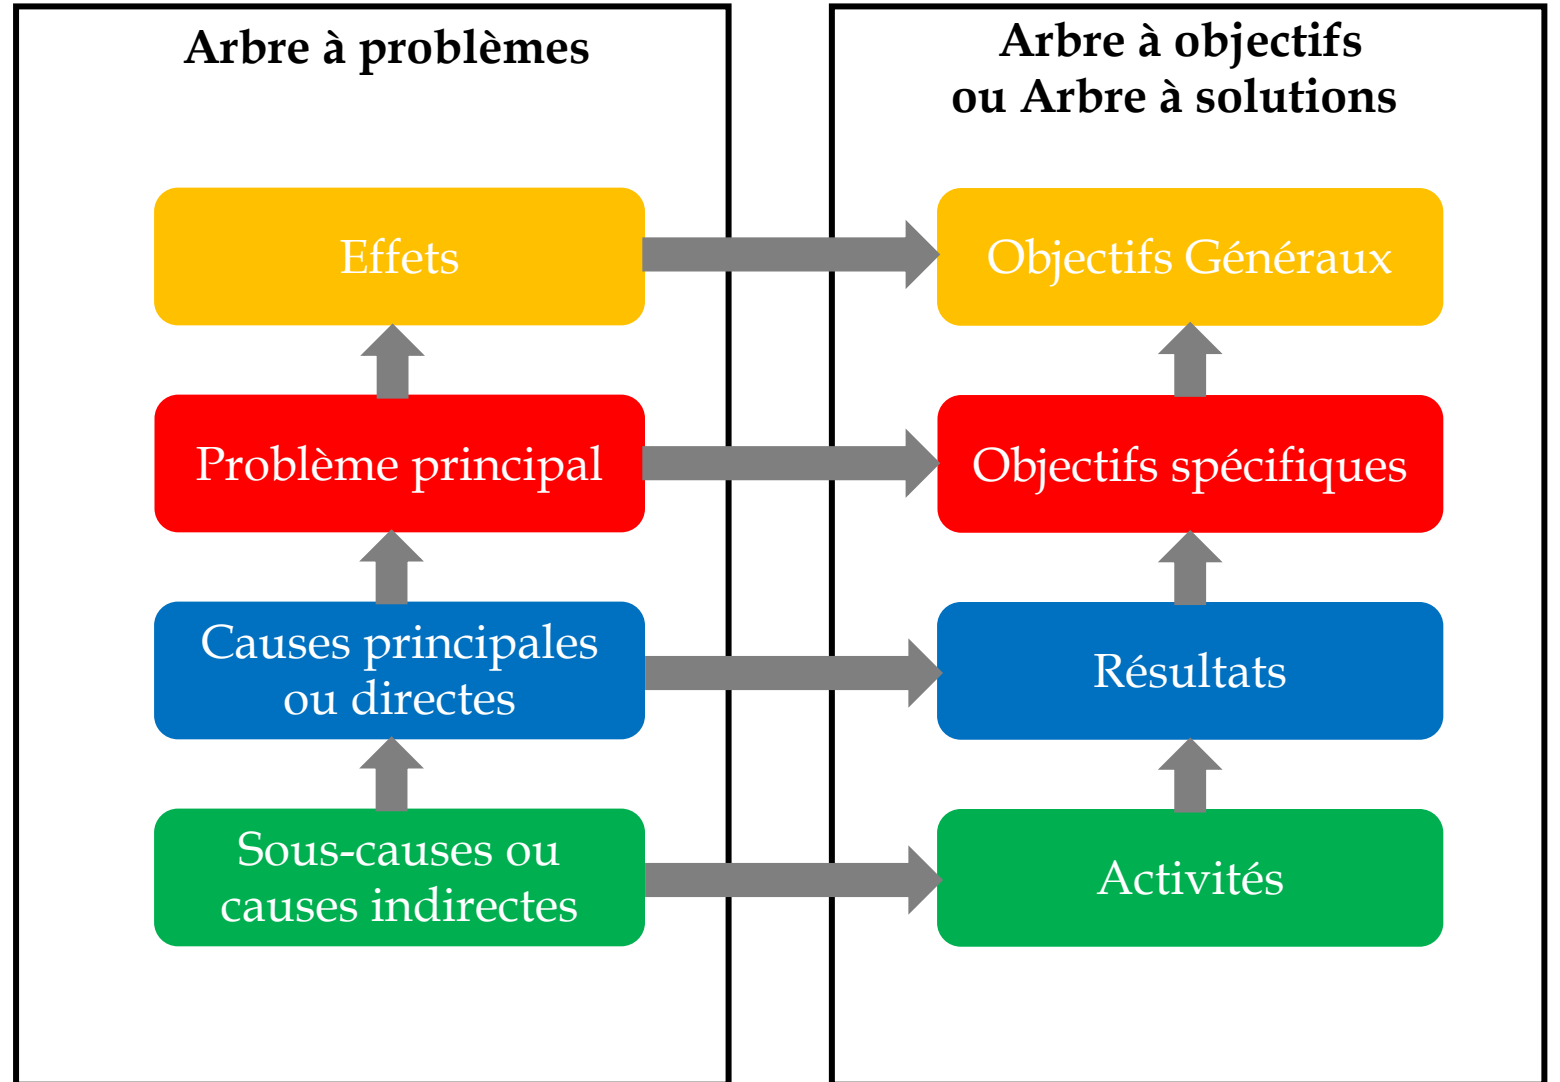 Arbre à problèmes
Effets
Problème principal
Causes principales
ou directes
Sous-causes ou
causes indirectes
Arbre à objectifs
ou Arbre à solutions
Objectifs Généraux
Objectifs spécifiques
Résultats
Activités